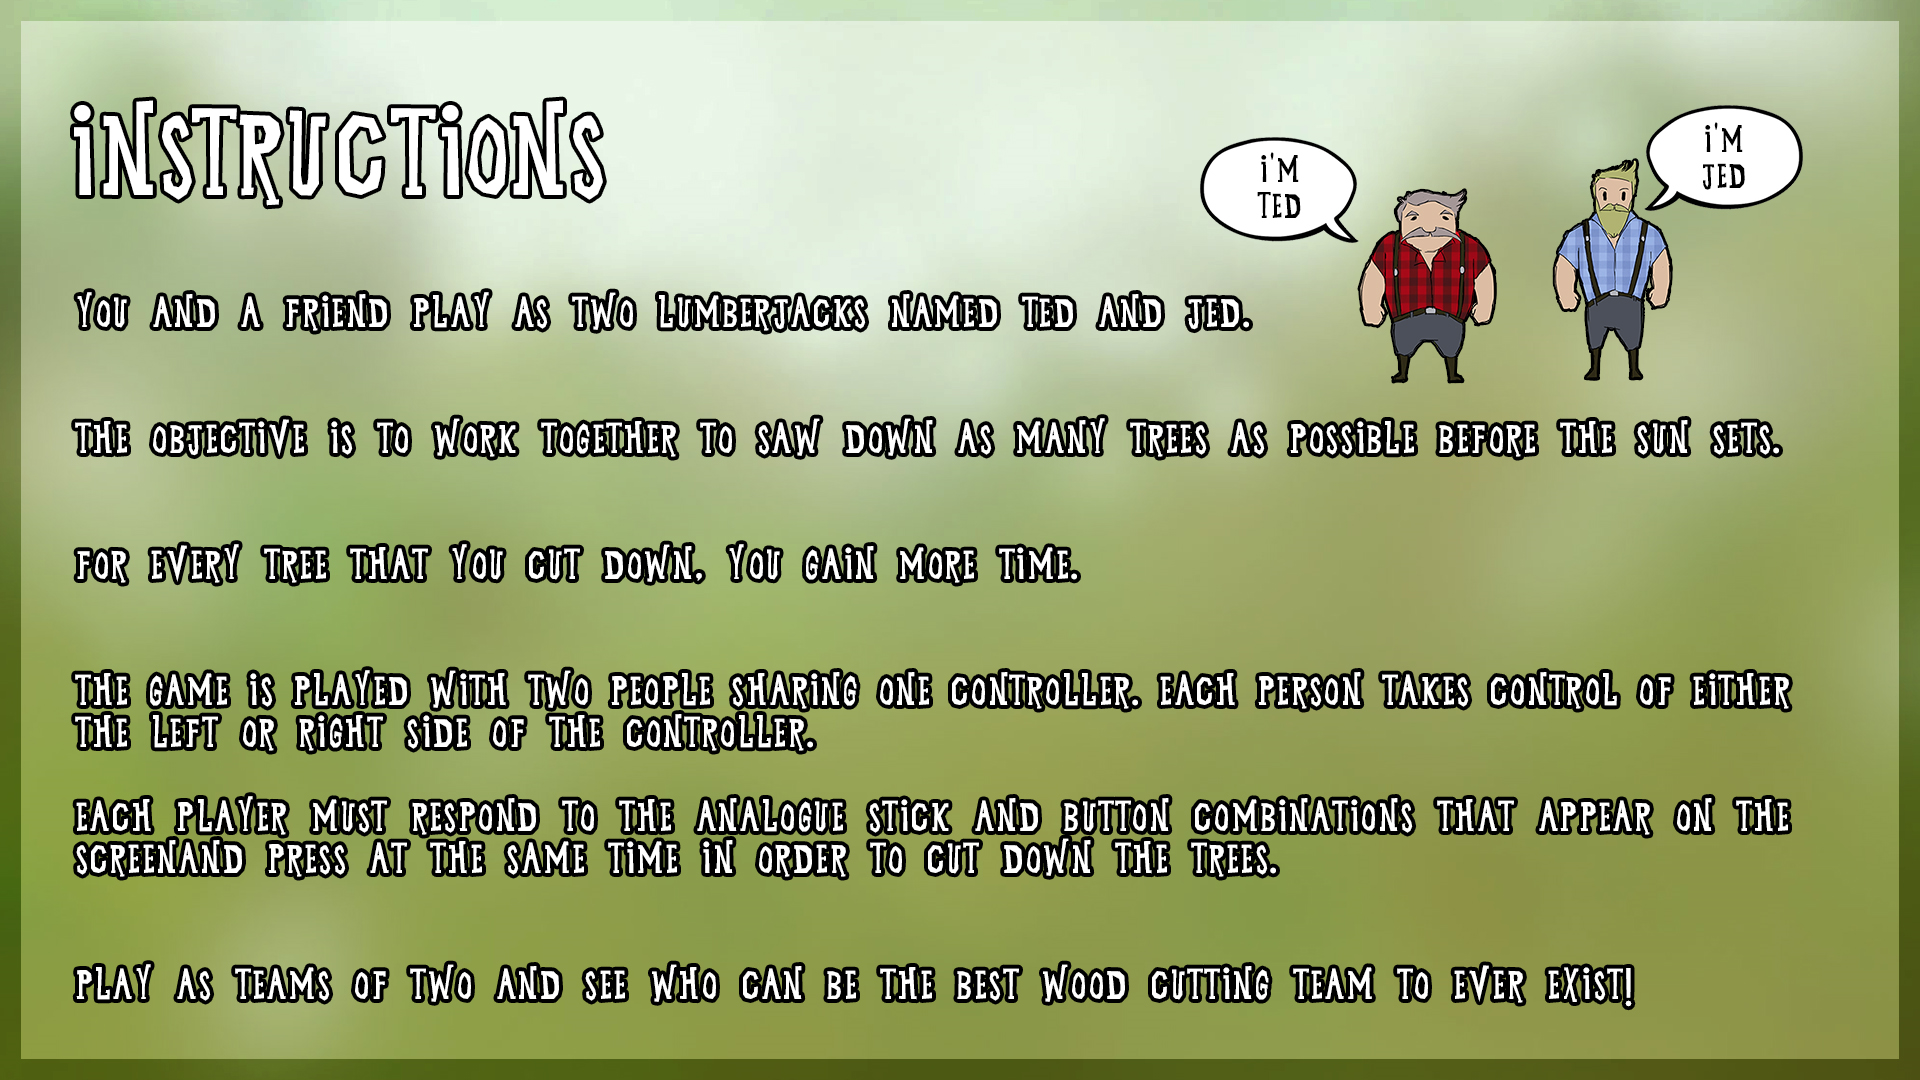 iNSTRUCTiONS
i'M
TED
i'M
JED
YOU AND A FRiEND PLAY AS TWO LUMBERJACKS NAMED TED AND JED.
THE OBJECTiVE iS TO WORK TOGETHER TO SAW DOWN AS MANY TREES AS POSSiBLE BEFORE THE SUN SETS.
FOR EVERY TREE THAT YOU CUT DOWN, YOU GAiN MORE TiME.
THE GAME iS PLAYED WiTH TWO PEOPLE SHARiNG ONE CONTROLLER. EACH PERSON TAKES CONTROL OF EiTHER
THE LEFT OR RiGHT SiDE OF THE CONTROLLER.
EACH PLAYER MUST RESPOND TO THE ANALOGUE STiCK AND BUTTON COMBiNATiONS THAT APPEAR ON THE
SCREENAND PRESS AT THE SAME TiME iN ORDER TO CUT DOWN THE TREES.
PLAY AS TEAMS OF TWO AND SEE WHO CAN BE THE BEST WOOD CUTTiNG TEAM TO EVER EXiST!